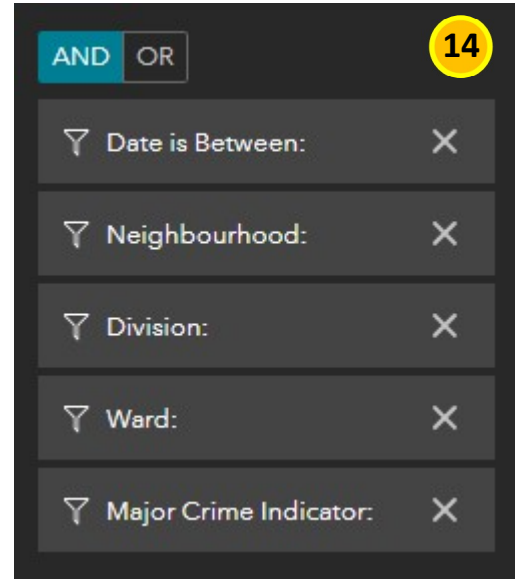 AND OR 14
Date is Between:
Neighbourhood:
Division:
Ward:
Major Crime Indicator: